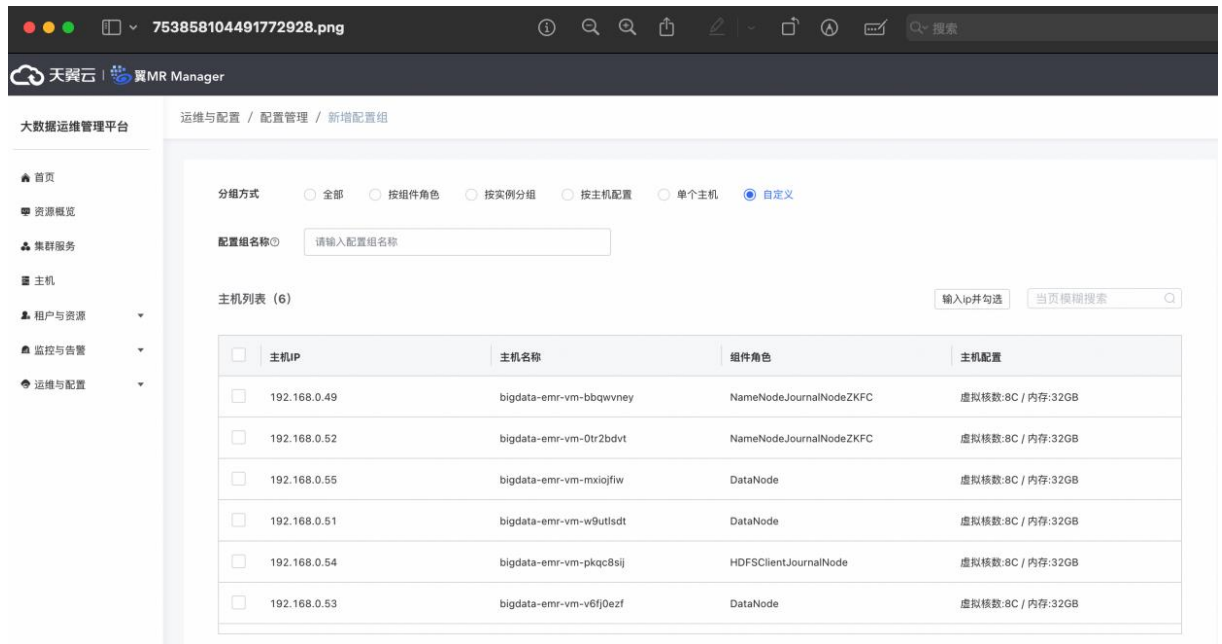 753858104491772928.png
搜索
天翼云 | 翼MR Manager
大数据运维管理平台
运维与配置 / 配置管理 / 新增配置组
首页
资源概览
集群服务
主机
租户与资源
监控与告警
运维与配置
分组方式 全部 按组件角色 按实例分组 按主机配置 单个主机 自定义
配置组名称 请输入配置组名称
主机列表（6） 输入ip并勾选 当页模糊搜索
主机IP 主机名称 组件角色 主机配置
192.168.0.49 bigdata-emr-vm-bbqwvney NameNodeJournalNodeZKFC 虚拟核数:8C / 内存:32GB
192.168.0.52 bigdata-emr-vm-0tr2bdvt NameNodeJournalNodeZKFC 虚拟核数:8C / 内存:32GB
192.168.0.55 bigdata-emr-vm-mxiojfiw DataNode 虚拟核数:8C / 内存:32GB
192.168.0.51 bigdata-emr-vm-w9utlsdt DataNode 虚拟核数:8C / 内存:32GB
192.168.0.54 bigdata-emr-vm-pkqc8sij HDFSClientJournalNode 虚拟核数:8C / 内存:32GB
192.168.0.53 bigdata-emr-vm-v6fj0ezf DataNode 虚拟核数:8C / 内存:32GB